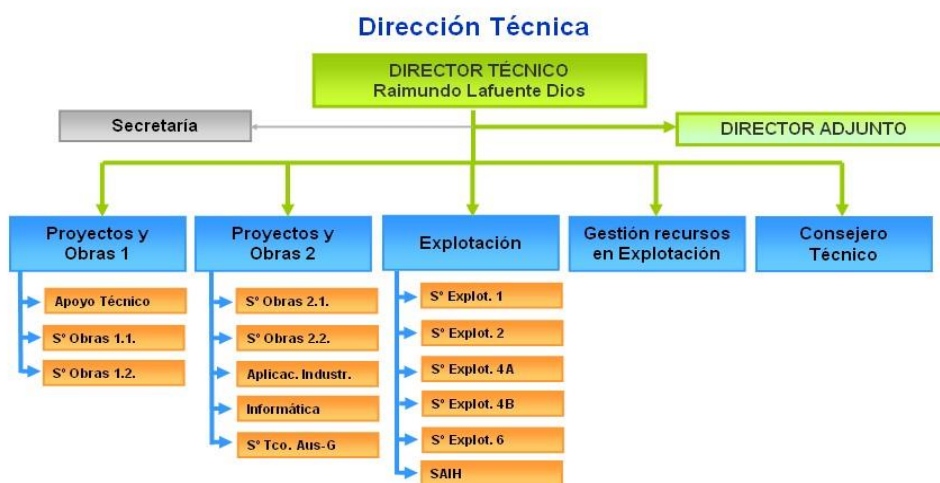 Dirección Técnica
DIRECTOR TÉCNICO
Raimundo Lafuente Dios
Secretaría
DIRECTOR ADJUNTO
Proyectos y
Obras 1
Proyectos y
Obras 2
Explotación
Gestión recursos
en Explotación
Consejero
Técnico
Apoyo Técnico
Sº Obras 1.1.
Sº Obras 1.2.
Sº Obras 2.1.
Sº Obras 2.2.
Aplicac. Industr.
Informática
Sº Tco. Aus-G
Sº Explot. 1
Sº Explot. 2
Sº Explot. 4A
Sº Explot. 4B
Sº Explot. 6
SAIH